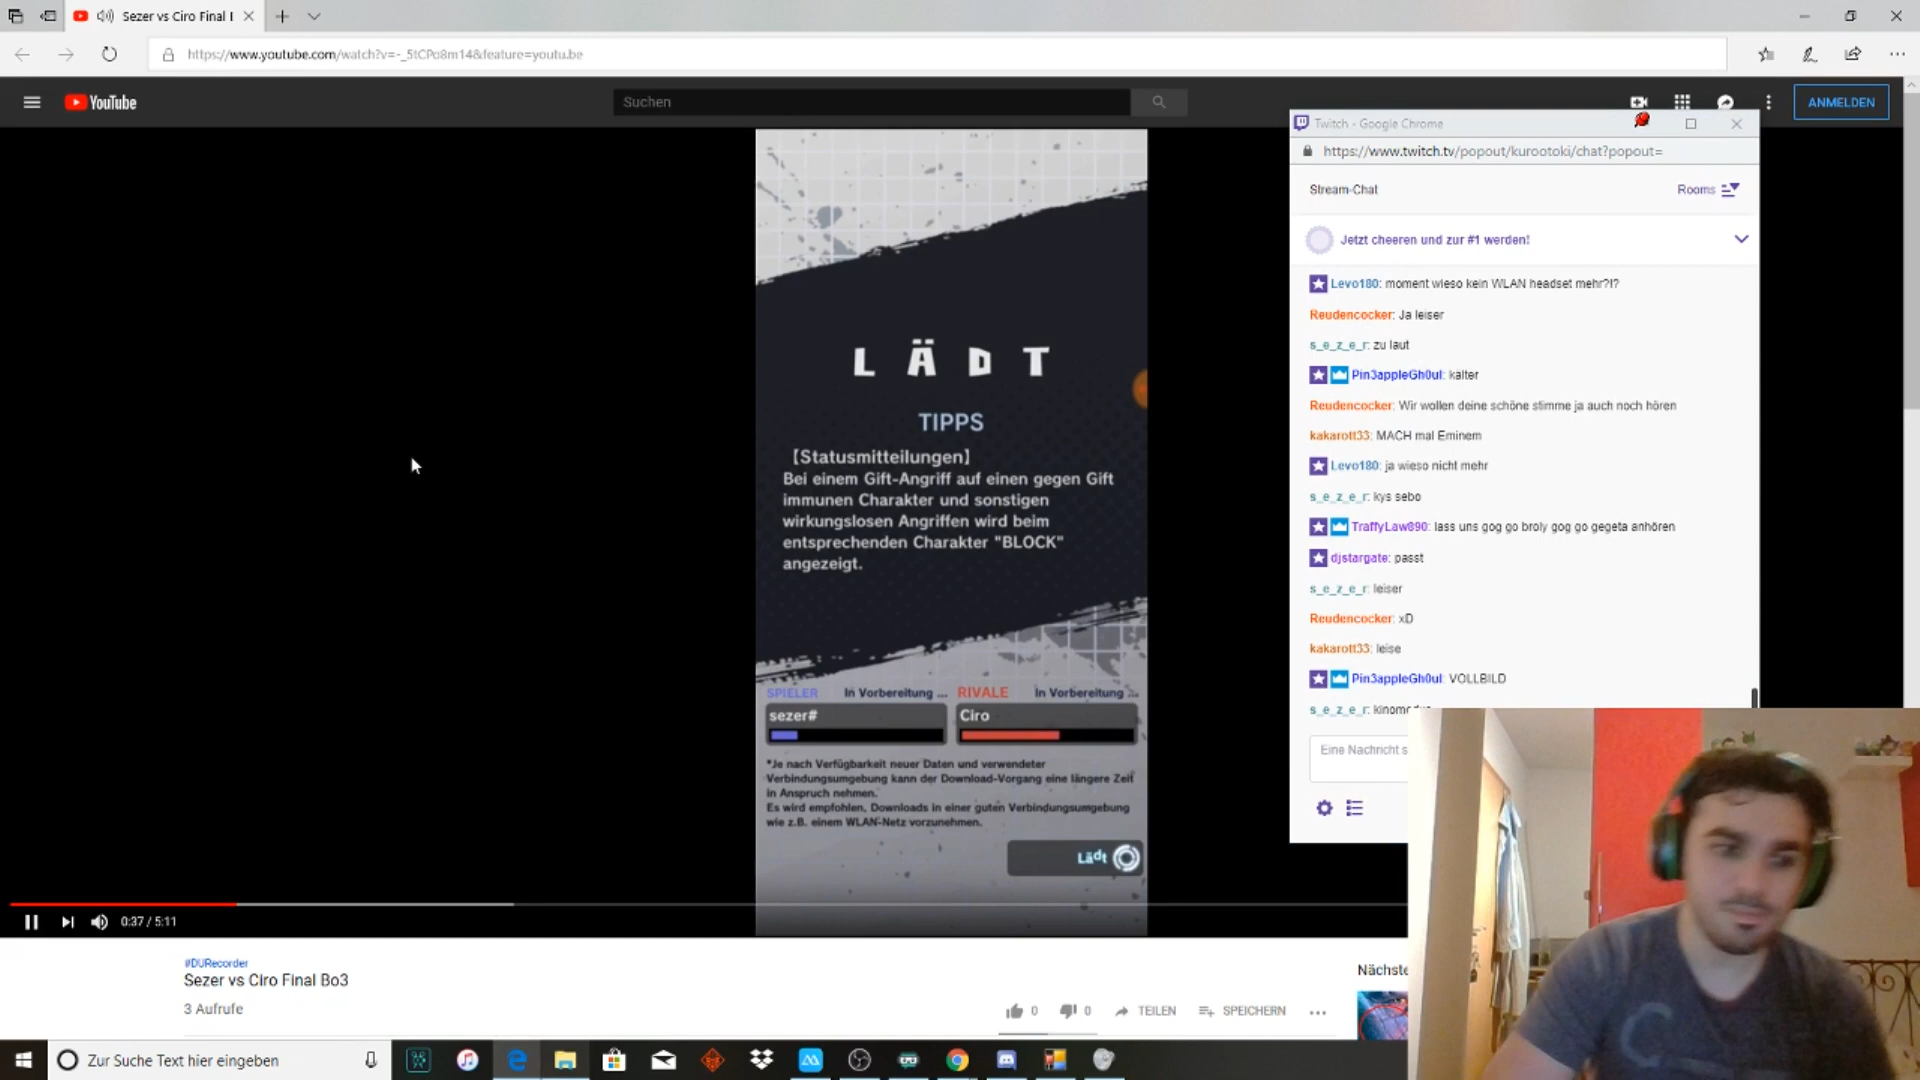 Sezer vs Ciro Final
https://www.youtube.com/watch?v=-_5tCPo8m14&feature=youtu.be
YouTube
Suchen
ANMELDEN
Twitch - Google Chrome
https://www.twitch.tv/popout/kurootoki/chat?popout=
Stream-Chat
Rooms
Jetzt cheeren und zur #1 werden!
Levo180: moment wieso kein WLAN headset mehr?!?
Reudencocker: Ja leiser
s_e_z_e_r: zu laut
Pin3appleGh0ul: kalter
Reudencocker: Wir wollen deine schöne stimme ja auch noch hören
kakarott33: MACH mal Eminem
Levo180: ja wieso nicht mehr
s_e_z_e_r: kys sebo
TraffyLaw890: lass uns gog go broly gog go gegeta anhören
djstargate: passt
s_e_z_e_r: leiser
Reudencocker: xD
kakarott33: leise
Pin3appleGh0ul: VOLLBILD
s_e_z_e_r:
Eine Nachricht s
LÄDT
TIPPS
【Statusmitteilungen】
Bei einem Gift-Angriff auf einen gegen Gift
immunen Charakter und sonstigen
wirkungslosen Angriffen wird beim
entsprechenden Charakter "BLOCK"
angezeigt.
SPIELER In Vorbereitung ... RIVALE In Vorbereitung ...
sezer# Ciro
*Je nach Verfügbarkeit neuer Daten und verwendeter
Verbindungsumgebung kann der Download-Vorgang eine längere Zeit
in Anspruch nehmen.
Es wird empfohlen, Downloads in einer guten Verbindungsumgebung
wie z.B. einem WLAN-Netz vorzunehmen.
Lädt
0:37 / 5:11
#DURecorder
Sezer vs Ciro Final Bo3
3 Aufrufe
0 0 TEILEN SPEICHERN
Nächste
Zur Suche Text hier eingeben